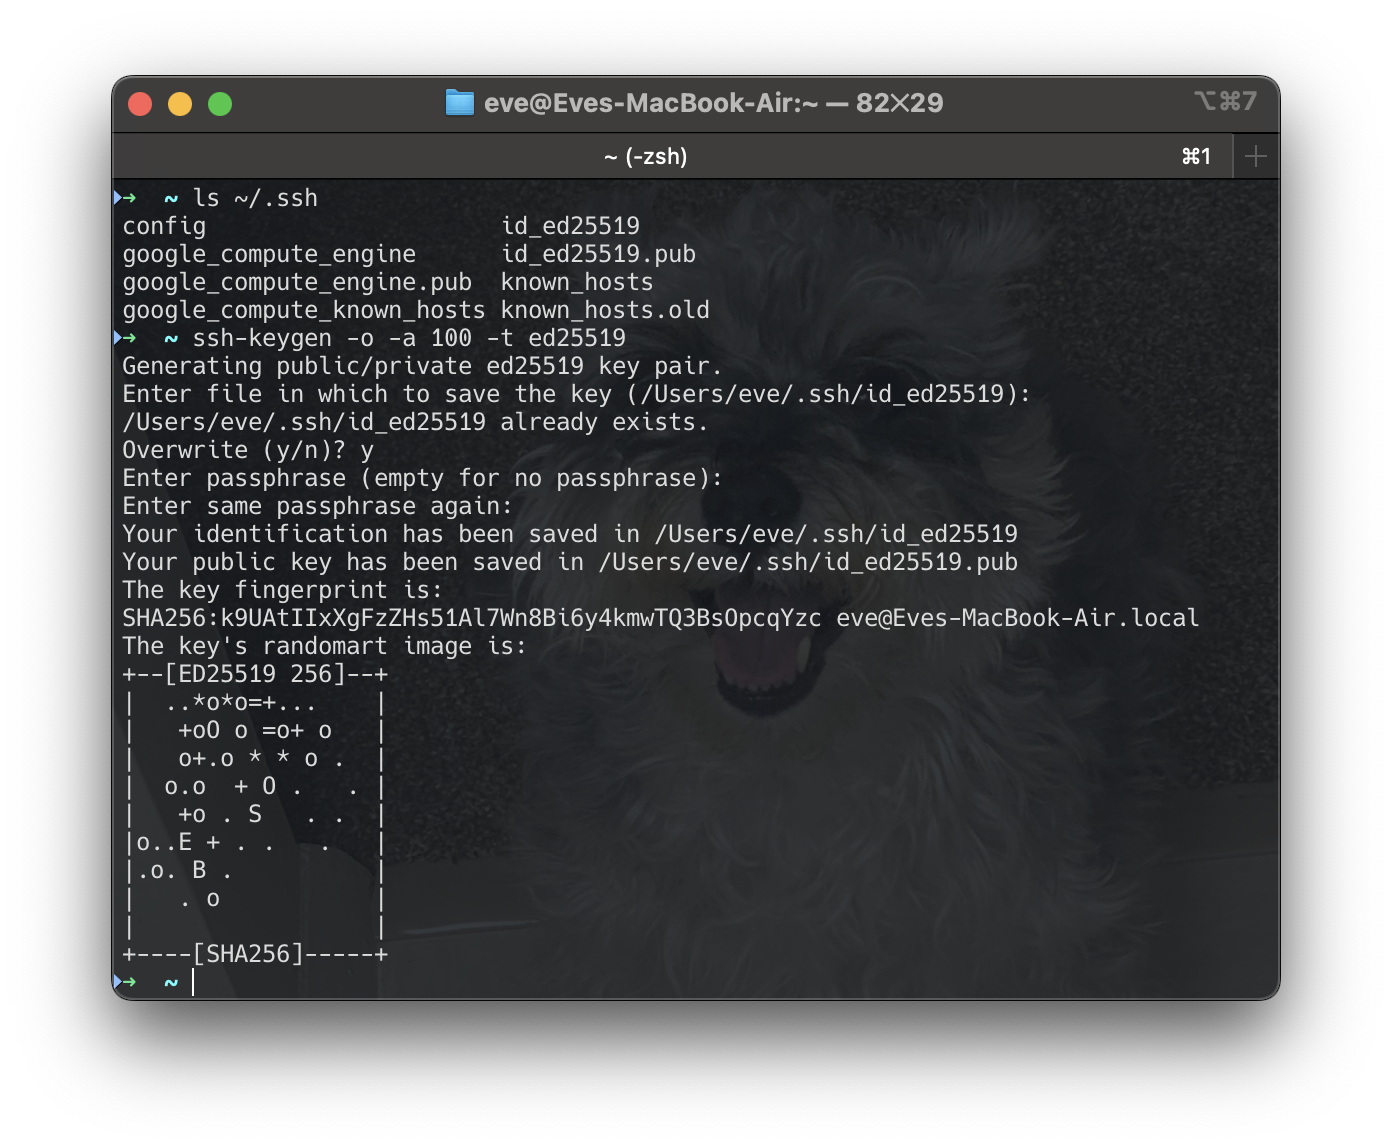 eve@Eves-MacBook-Air:~ — 82×29
⌥⌘7
~ (-zsh)
⌘1
→ ~ ls ~/.ssh
config                     id_ed25519
google_compute_engine      id_ed25519.pub
google_compute_engine.pub  known_hosts
google_compute_known_hosts known_hosts.old
→ ~ ssh-keygen -o -a 100 -t ed25519
Generating public/private ed25519 key pair.
Enter file in which to save the key (/Users/eve/.ssh/id_ed25519):
/Users/eve/.ssh/id_ed25519 already exists.
Overwrite (y/n)? y
Enter passphrase (empty for no passphrase):
Enter same passphrase again:
Your identification has been saved in /Users/eve/.ssh/id_ed25519
Your public key has been saved in /Users/eve/.ssh/id_ed25519.pub
The key fingerprint is:
SHA256:k9UAtIIxXgFzZHs51Al7Wn8Bi6y4kmwTQ3BsOpcqYzc eve@Eves-MacBook-Air.local
The key's randomart image is:
+--[ED25519 256]--+
|  ..*o*o=+...    |
|   +oO o =o+ o   |
|   o+.o * * o .  |
|  o.o  + O .   . |
|   +o . S   . .  |
|o..E + . .   .   |
|.o. B .          |
|   . o           |
|                 |
+----[SHA256]-----+
→ ~